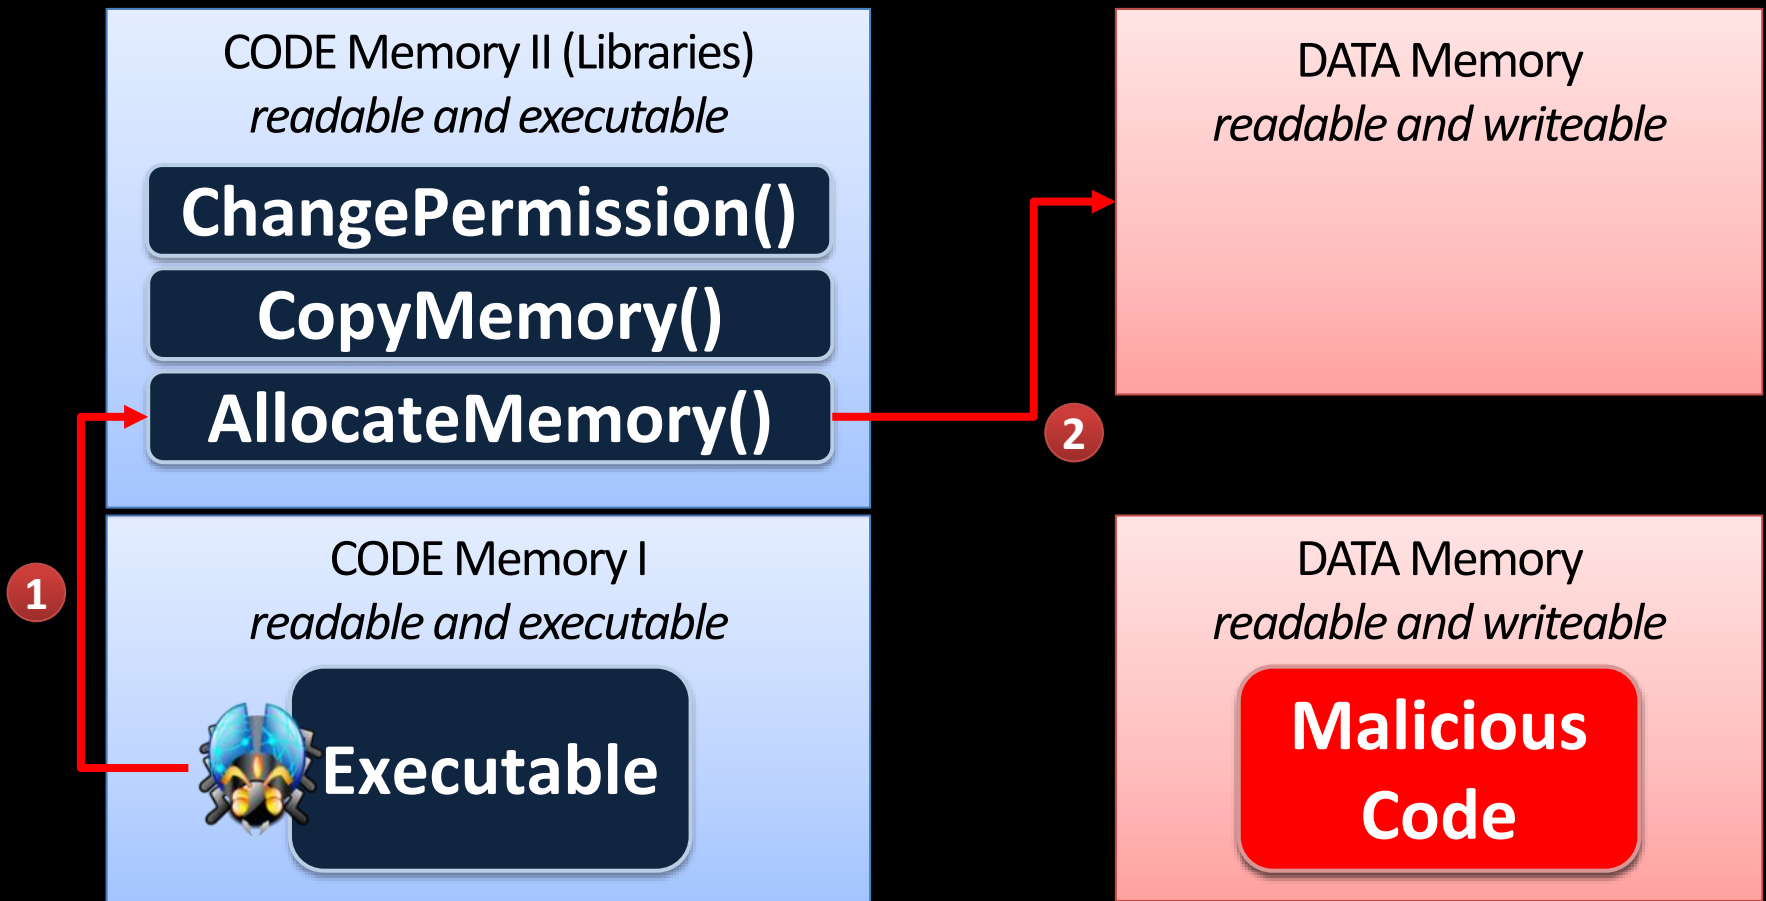 CODE Memory II (Libraries)
readable and executable
ChangePermission()
CopyMemory()
AllocateMemory()
DATA Memory
readable and writeable
2
1
CODE Memory I
readable and executable
Executable
DATA Memory
readable and writeable
Malicious
Code